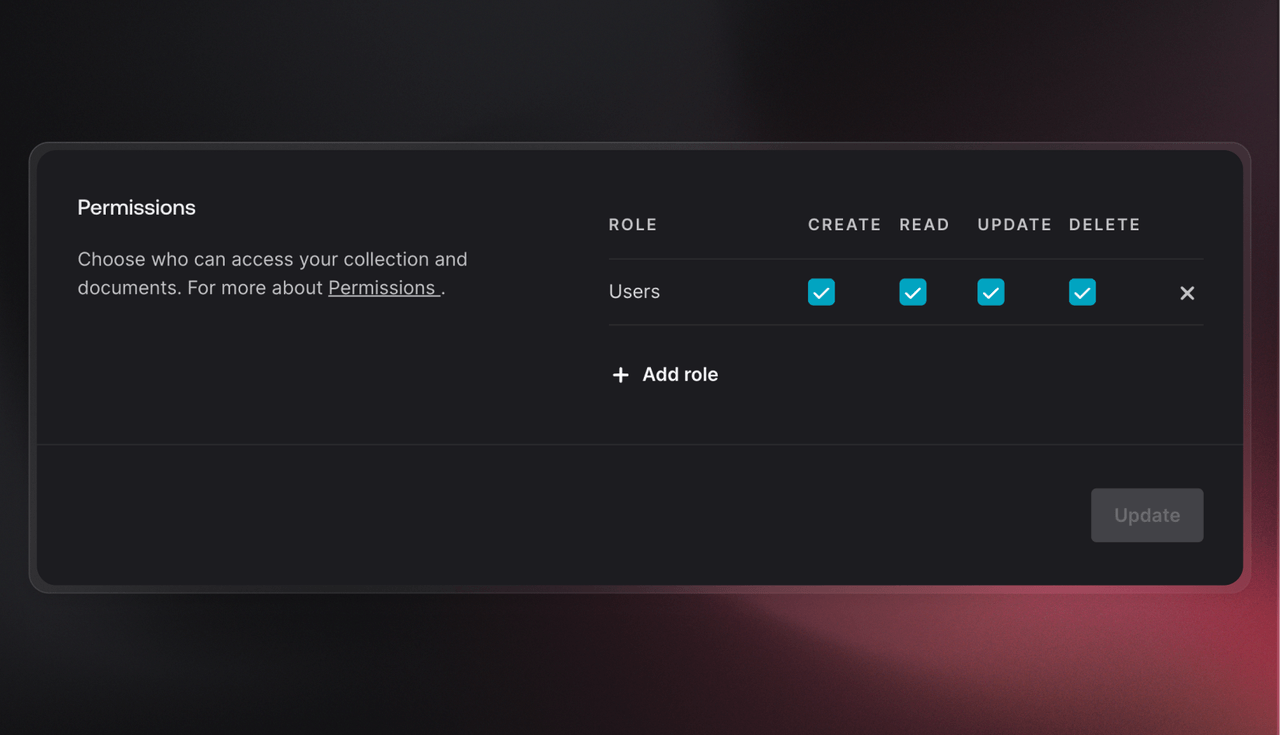 Permissions
Choose who can access your collection and
documents. For more about Permissions .
ROLE CREATE READ UPDATE DELETE
Users
Add role
Update